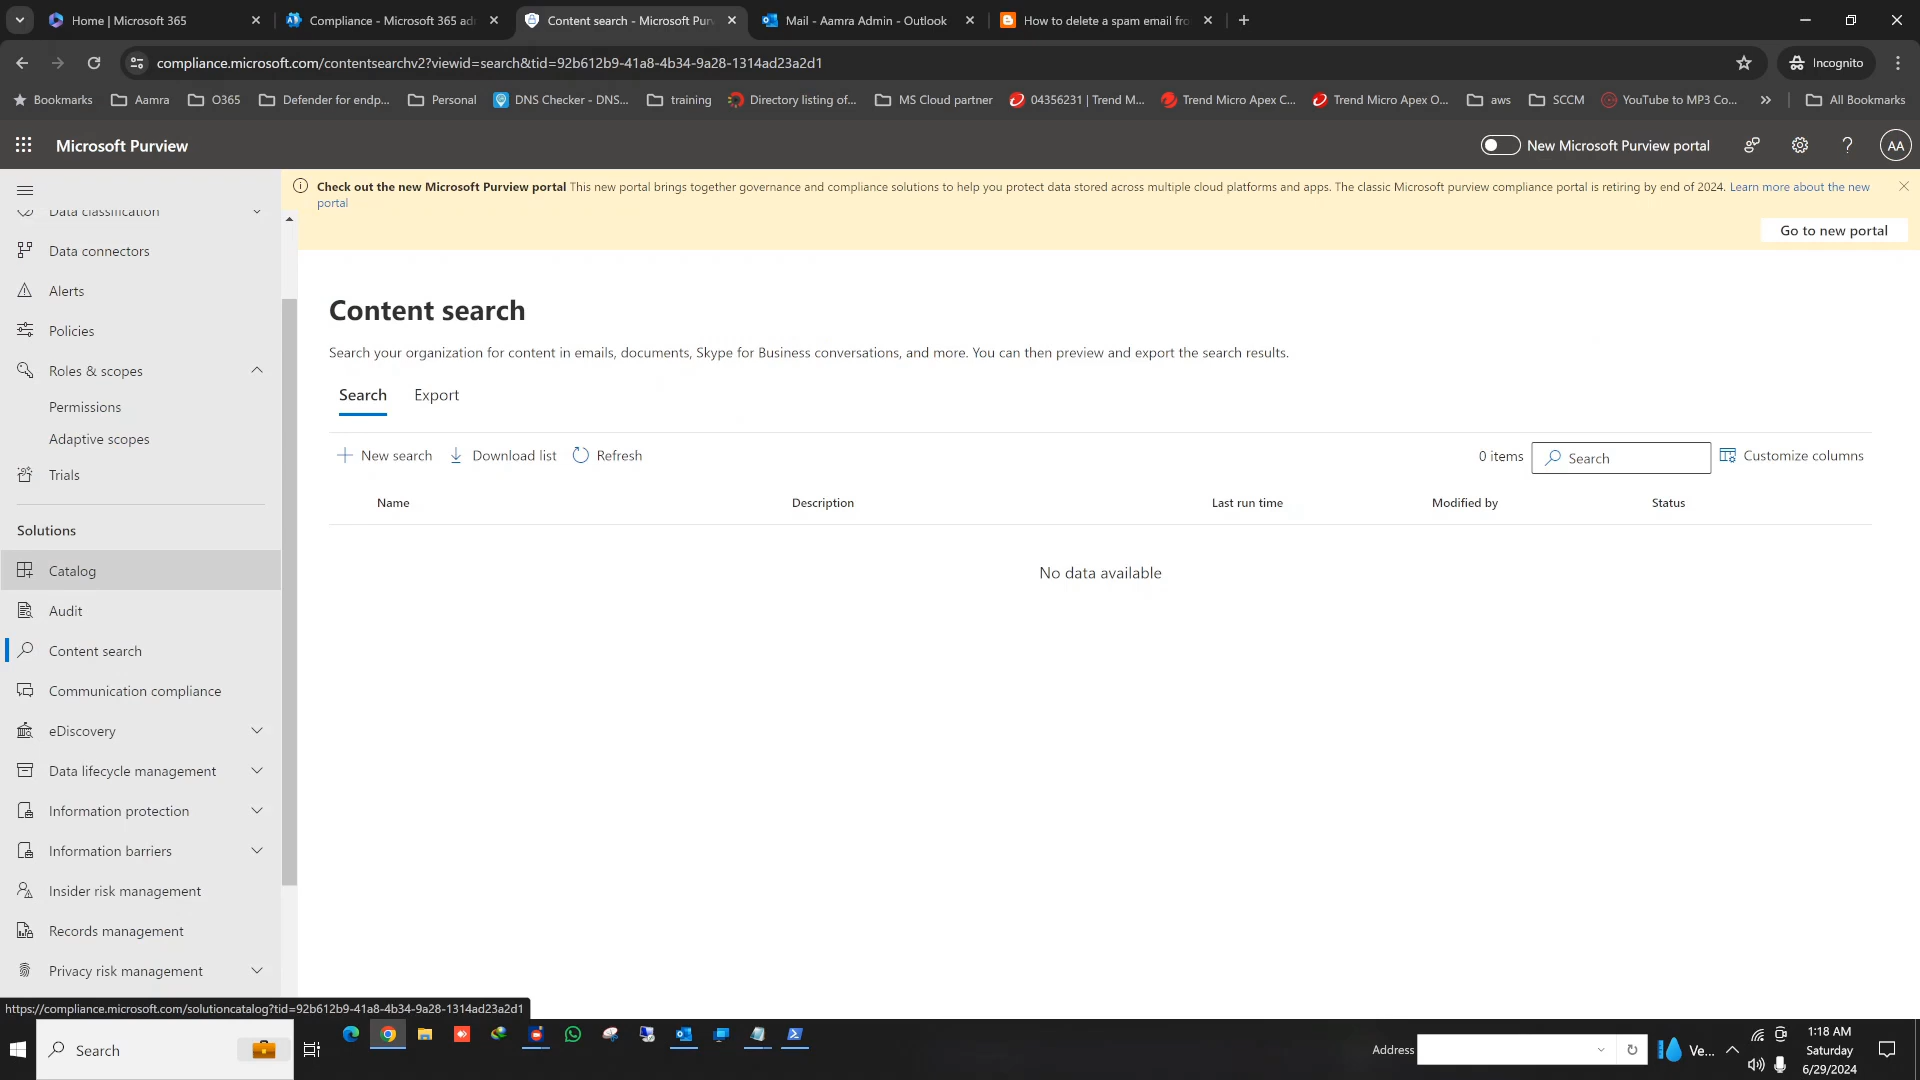 Home | Microsoft 365
Compliance - Microsoft 365 ad
Content search - Microsoft Purv
Mail - Aamra Admin - Outlook
How to delete a spam email fro
compliance.microsoft.com/contentsearchv2?viewid=search&tid=92b612b9-41a8-4b34-9a28-1314ad23a2d1
Incognito
Bookmarks
Aamra
O365
Defender for endp...
Personal
DNS Checker - DNS...
training
Directory listing of...
MS Cloud partner
04356231 | Trend M...
Trend Micro Apex C...
Trend Micro Apex O...
aws
SCCM
YouTube to MP3 Co...
All Bookmarks
Microsoft Purview
New Microsoft Purview portal
AA
Check out the new Microsoft Purview portal This new portal brings together governance and compliance solutions to help you protect data stored across multiple cloud platforms and apps. The classic Microsoft purview compliance portal is retiring by end of 2024. Learn more about the new
portal
Go to new portal
Data classification
Data connectors
Alerts
Policies
Roles & scopes
Permissions
Adaptive scopes
Trials
Solutions
Catalog
Audit
Content search
Communication compliance
eDiscovery
Data lifecycle management
Information protection
Information barriers
Insider risk management
Records management
Privacy risk management
Content search
Search your organization for content in emails, documents, Skype for Business conversations, and more. You can then preview and export the search results.
Search
Export
New search
Download list
Refresh
0 items
Search
Customize columns
Name
Description
Last run time
Modified by
Status
No data available
https://compliance.microsoft.com/solutioncatalog?tid=92b612b9-41a8-4b34-9a28-1314ad23a2d1
Search
Address
Ve...
1:18 AM
Saturday
6/29/2024